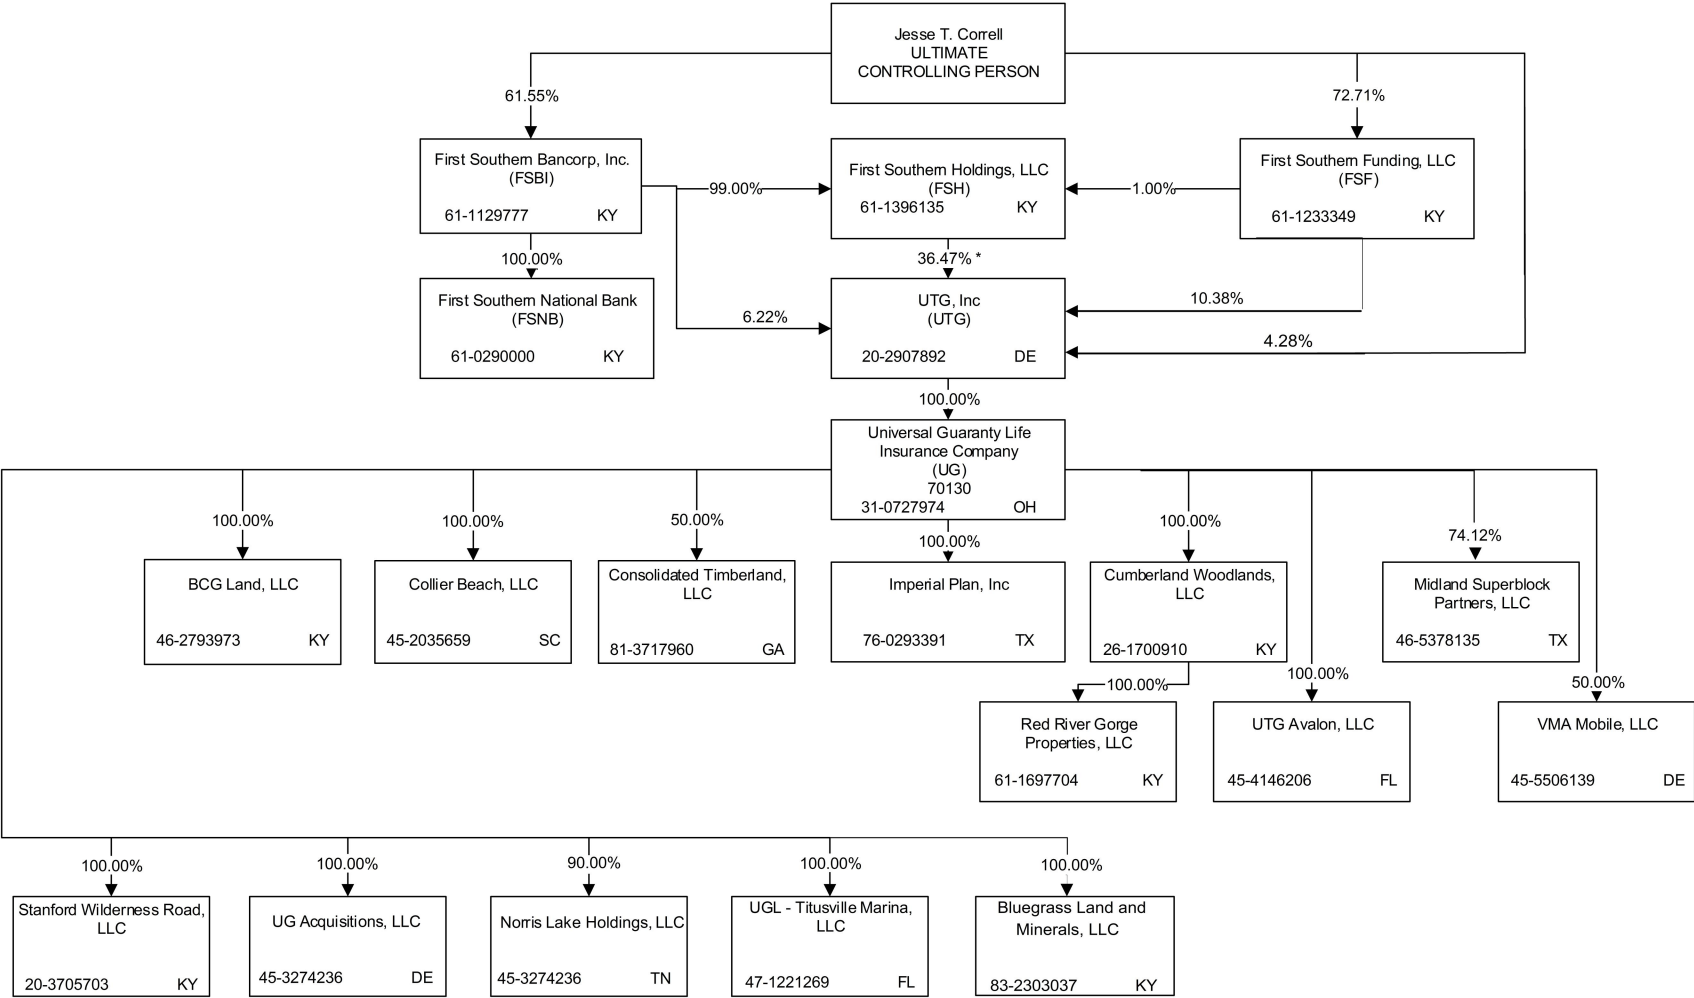 Jesse T. Correll
ULTIMATE
CONTROLLING PERSON
61.55%
72.71%
First Southern Bancorp, Inc.
(FSBI)
61-1129777 KY
99.00%
First Southern Holdings, LLC
(FSH)
61-1396135 KY
1.00%
First Southern Funding, LLC
(FSF)
61-1233349 KY
100.00%
36.47% *
First Southern National Bank
(FSNB)
61-0290000 KY
6.22%
UTG, Inc
(UTG)
20-2907892 DE
10.38%
4.28%
100.00%
Universal Guaranty Life
Insurance Company
(UG)
70130
31-0727974 OH
100.00%
100.00%
50.00%
100.00%
100.00%
74.12%
BCG Land, LLC
46-2793973 KY
Collier Beach, LLC
45-2035659 SC
Consolidated Timberland,
LLC
81-3717960 GA
Imperial Plan, Inc
76-0293391 TX
Cumberland Woodlands,
LLC
26-1700910 KY
Midland Superblock
Partners, LLC
46-5378135 TX
100.00%
100.00%
50.00%
Red River Gorge
Properties, LLC
61-1697704 KY
UTG Avalon, LLC
45-4146206 FL
VMA Mobile, LLC
45-5506139 DE
100.00%
100.00%
90.00%
100.00%
100.00%
Stanford Wilderness Road,
LLC
20-3705703 KY
UG Acquisitions, LLC
45-3274236 DE
Norris Lake Holdings, LLC
45-3274236 TN
UGL - Titusville Marina,
LLC
47-1221269 FL
Bluegrass Land and
Minerals, LLC
83-2303037 KY